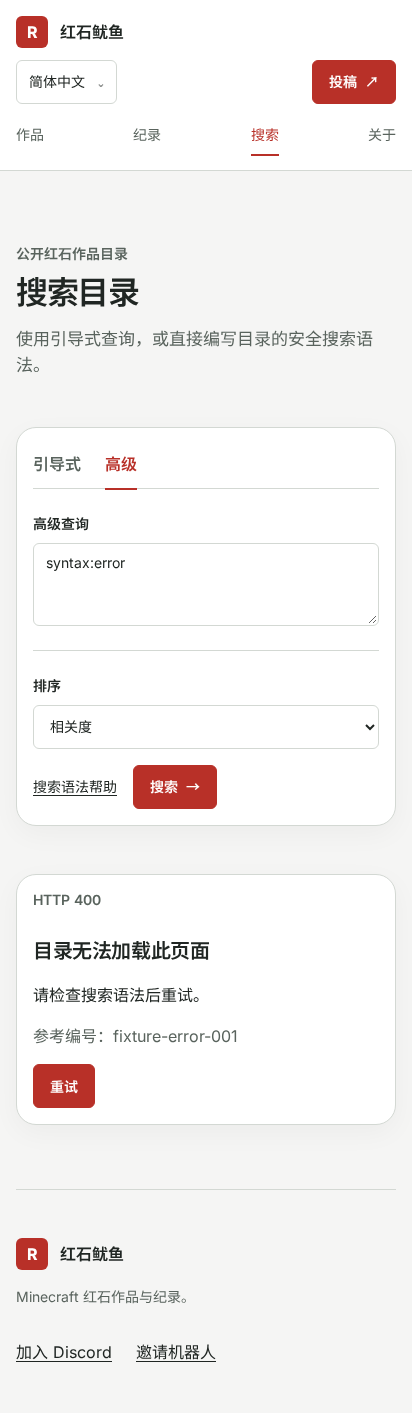 R 红石鱿鱼
简体中文
投稿 ↗
作品 纪录 搜索 关于
公开红石作品目录
搜索目录
使用引导式查询，或直接编写目录的安全搜索语
法。
引导式 高级
高级查询
syntax:error
排序
相关度
搜索语法帮助 搜索 →
HTTP 400
目录无法加载此页面
请检查搜索语法后重试。
参考编号：fixture-error-001
重试
R 红石鱿鱼
Minecraft 红石作品与纪录。
加入 Discord 邀请机器人